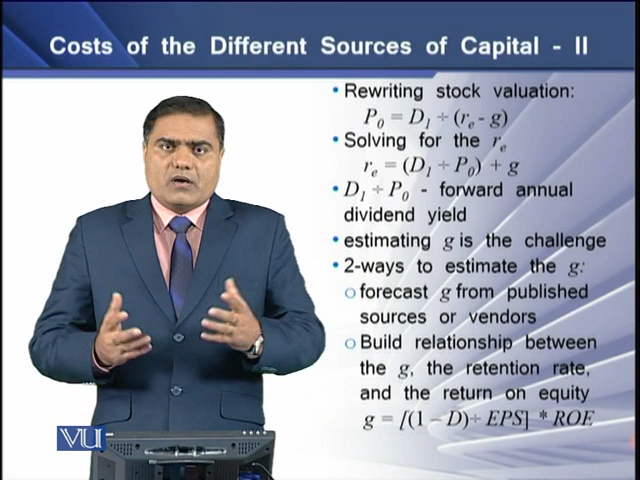 Costs of the Different Sources of Capital - II
• Rewriting stock valuation:
P₀ = D₁ ÷ (rₑ - g)
• Solving for the rₑ
rₑ = (D₁ ÷ P₀) + g
• D₁ ÷ P₀ - forward annual
dividend yield
• estimating g is the challenge
• 2-ways to estimate the g:
o forecast g from published
sources or vendors
o Build relationship between
the g, the retention rate,
and the return on equity
g = [(1 – D)÷ EPS] * ROE
VU